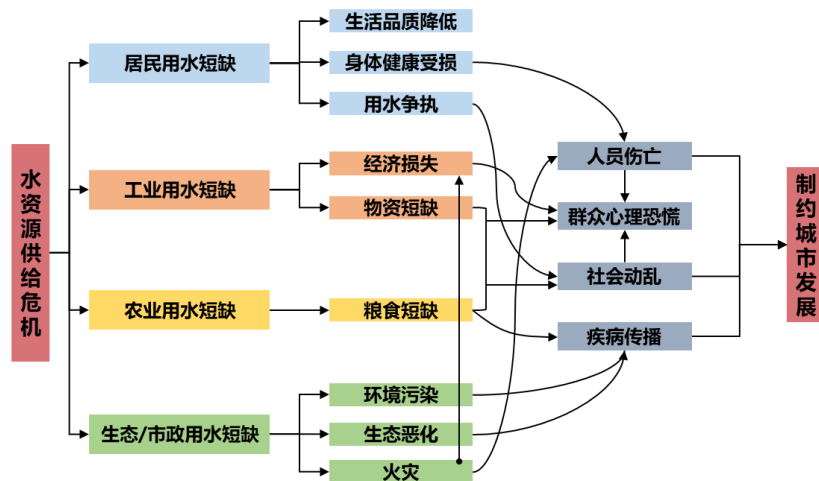 水资源供给危机
居民用水短缺
工业用水短缺
农业用水短缺
生态/市政用水短缺
生活品质降低
身体健康受损
用水争执
经济损失
物资短缺
粮食短缺
环境污染
生态恶化
火灾
人员伤亡
群众心理恐慌
社会动乱
疾病传播
制约城市发展